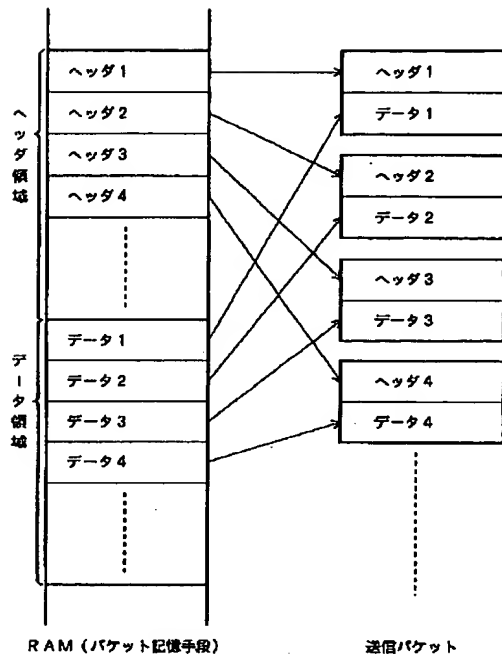 ヘッダ領域
ヘッダ1
ヘッダ2
ヘッダ3
ヘッダ4
データ領域
データ1
データ2
データ3
データ4
RAM(パケット記憶手段)
ヘッダ1
データ1
ヘッダ2
データ2
ヘッダ3
データ3
ヘッダ4
データ4
送信パケット